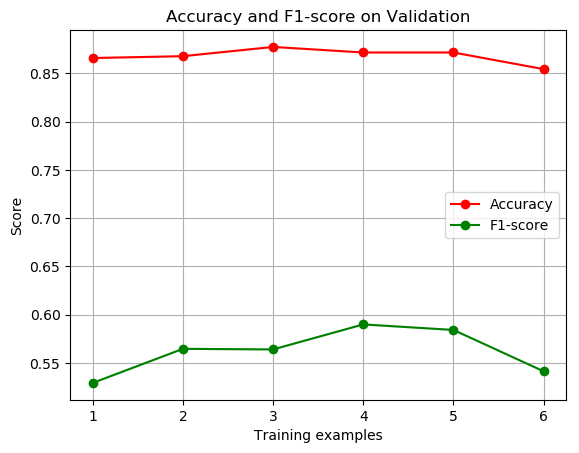 Accuracy and F1-score on Validation
Score
0.85
0.80
0.75
0.70
0.65
0.60
0.55
Accuracy
F1-score
1 2 3 4 5 6
Training examples